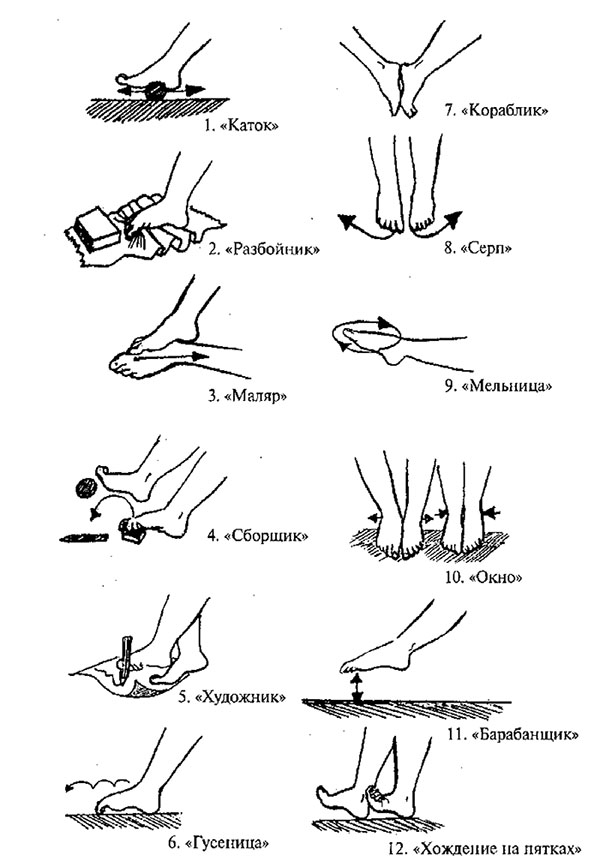 1. «Каток»
2. «Разбойник»
3. «Маляр»
4. «Сборщик»
5. «Художник»
6. «Гусеница»
7. «Кораблик»
8. «Серп»
9. «Мельница»
10. «Окно»
11. «Барабанщик»
12. «Хождение на пятках»